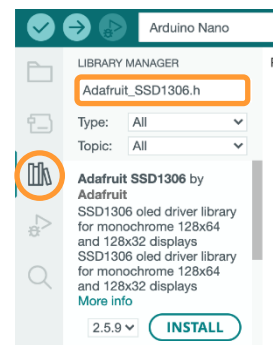 Arduino Nano
LIBRARY MANAGER
Adafruit_SSD1306.h
Type: All
Topic: All
Adafruit SSD1306 by
Adafruit
SSD1306 oled driver library
for monochrome 128x64
and 128x32 displays
SSD1306 oled driver library
for monochrome 128x64
and 128x32 displays
More info
2.5.9 INSTALL